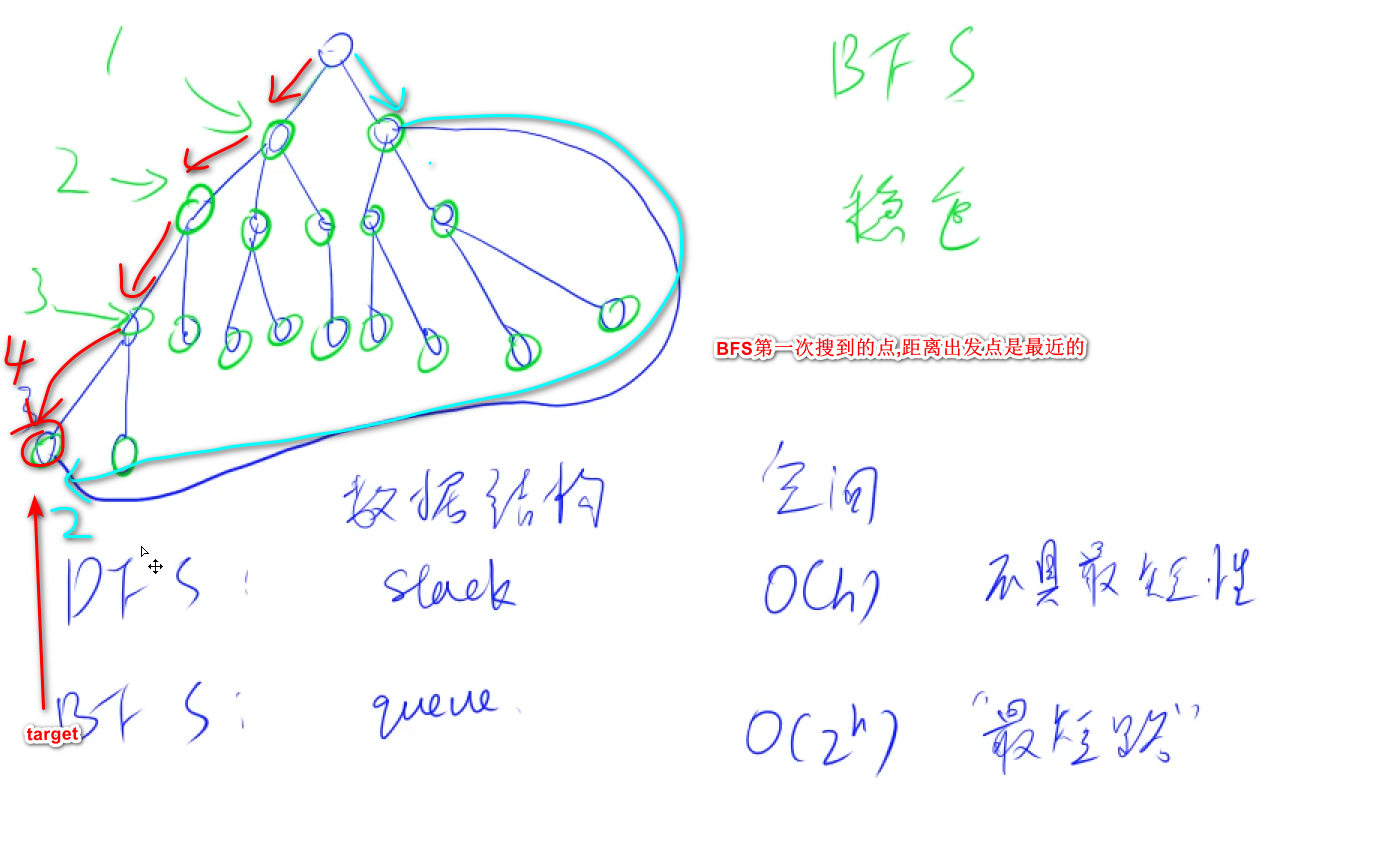 1
BFS
2
稳重
3
BFS第一次搜到的点,距离出发点是最近的
4
数据结构 空间
2
DFS: stack O(h) 不具最短性
BFS: queue. O(2^h) "最短路"
target